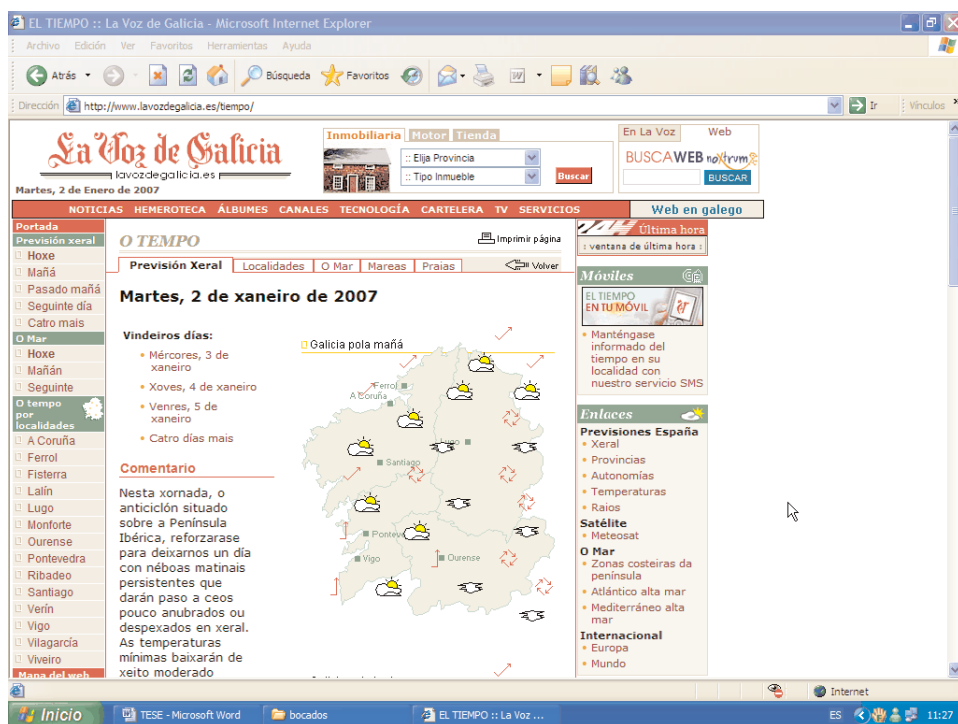 EL TIEMPO :: La Voz de Galicia - Microsoft Internet Explorer
Archivo Edición Ver Favoritos Herramientas Ayuda
Atrás Búsqueda Favoritos
Dirección http://www.lavozdegalicia.es/tiempo/ Ir Vínculos
La Voz de Galicia
lavozdegalicia.es
Martes, 2 de Enero de 2007
Inmobiliaria Motor Tienda
:: Elija Provincia
:: Tipo Inmueble
Buscar
En La Voz Web
BUSCAWEB noxtrum
BUSCAR
NOTICIAS HEMEROTECA ÁLBUMES CANALES TECNOLOGÍA CARTELERA TV SERVICIOS
Web en galego
Portada
Previsión xeral
Hoxe
Mañá
Pasado mañá
Seguinte día
Catro mais
O Mar
Hoxe
Mañán
Seguinte
O tempo
por
localidades
A Coruña
Ferrol
Fisterra
Lalín
Lugo
Monforte
Ourense
Pontevedra
Ribadeo
Santiago
Verín
Vigo
Vilagarcía
Viveiro
Mapa del web
O TEMPO
Imprimir página
Previsión Xeral Localidades O Mar Mareas Praias
Volver
Martes, 2 de xaneiro de 2007
Vindeiros días:
Mércores, 3 de
xaneiro
Xoves, 4 de xaneiro
Venres, 5 de
xaneiro
Catro días mais
Comentario
Nesta xornada, o
anticiclón situado
sobre a Península
Ibérica, reforzarase
para deixarnos un día
con néboas matinais
persistentes que
darán paso a ceos
pouco anubrados ou
despexados en xeral.
As temperaturas
mínimas baixarán de
xeito moderado
Galicia pola mañá
Ferrol
A Coruña
Lugo
Santiago
Ponteve
Vigo
Ourense
Última hora
: ventana de última hora :
Móviles
EL TIEMPO
EN TU MÓVIL
Manténgase
informado del
tiempo en su
localidad con
nuestro servicio SMS
Enlaces
Previsiones España
Xeral
Provincias
Autonomías
Temperaturas
Raios
Satélite
Meteosat
O Mar
Zonas costeiras da
península
Atlántico alta mar
Mediterráneo alta
mar
Internacional
Europa
Mundo
Internet
Inicio
TESE - Microsoft Word
bocados
EL TIEMPO :: La Voz ...
ES
11:27